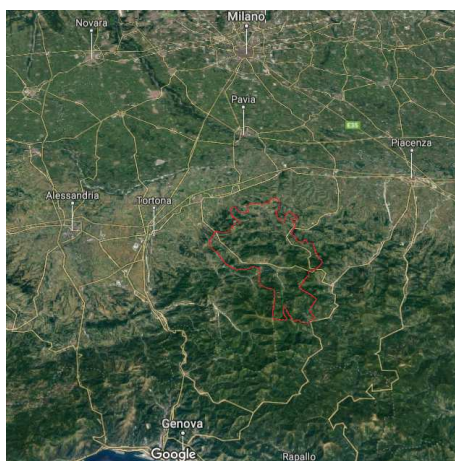 Milano
Novara
Pavia
E35
Piacenza
Alessandria
Tortona
Genova
Google
Rapallo